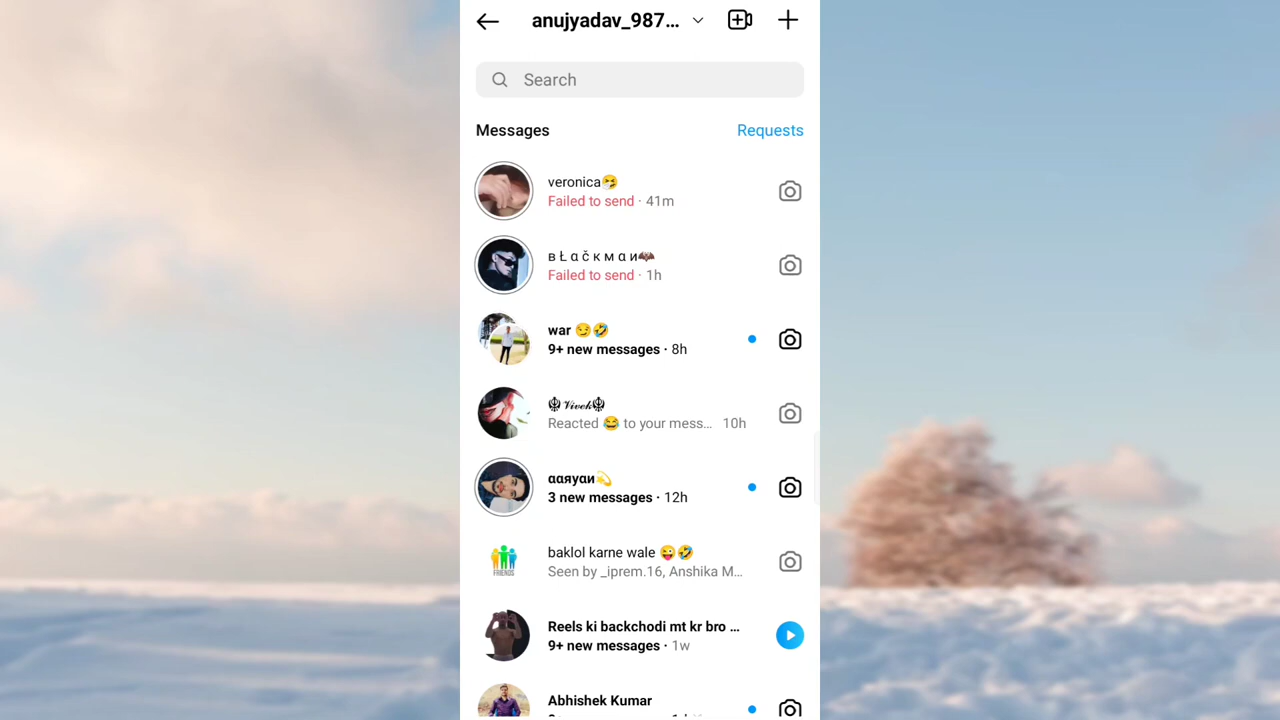 anujyadav_987...
Search
Messages
Requests
veronica🤧
Failed to send · 41m
в Ł ɑ č к м ɑ и🦇
Failed to send · 1h
war 😏🤣
9+ new messages · 8h
☬ 𝓥𝓲𝓿𝓮𝓴☬
Reacted 😂 to your mess... 10h
ααяуαи💫
3 new messages · 12h
baklol karne wale 😜🤣
Seen by _iprem.16, Anshika M...
FRIENDS
Reels ki backchodi mt kr bro ...
9+ new messages · 1w
Abhishek Kumar